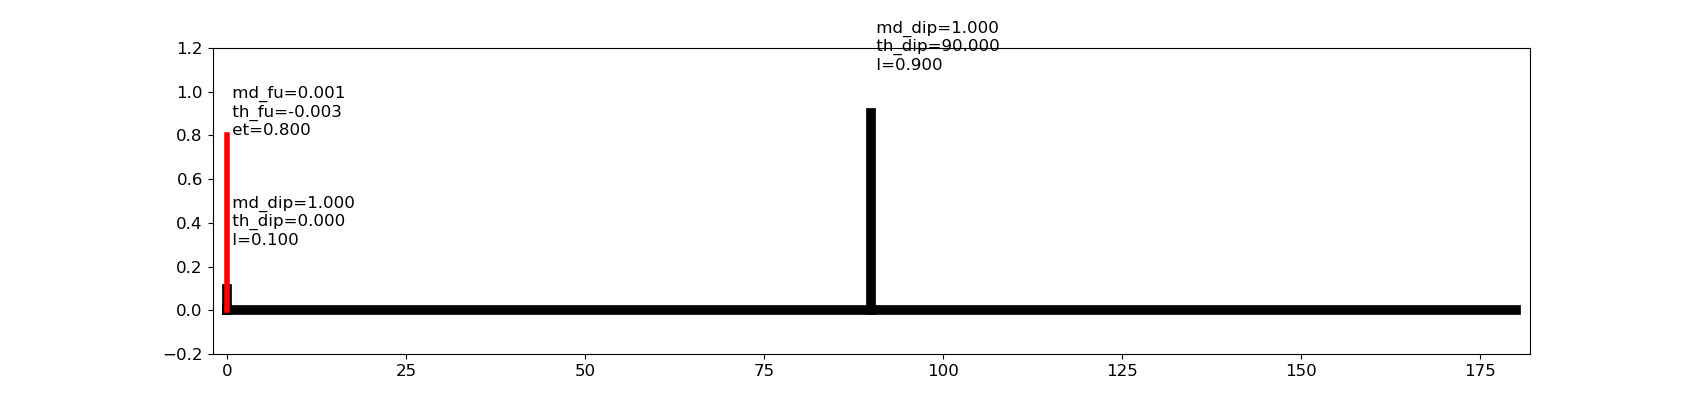 md_dip=1.000
th_dip=90.000
l=0.900
md_fu=0.001
th_fu=-0.003
et=0.800
md_dip=1.000
th_dip=0.000
l=0.100
1.2
1.0
0.8
0.6
0.4
0.2
0.0
−0.2
0 25 50 75 100 125 150 175